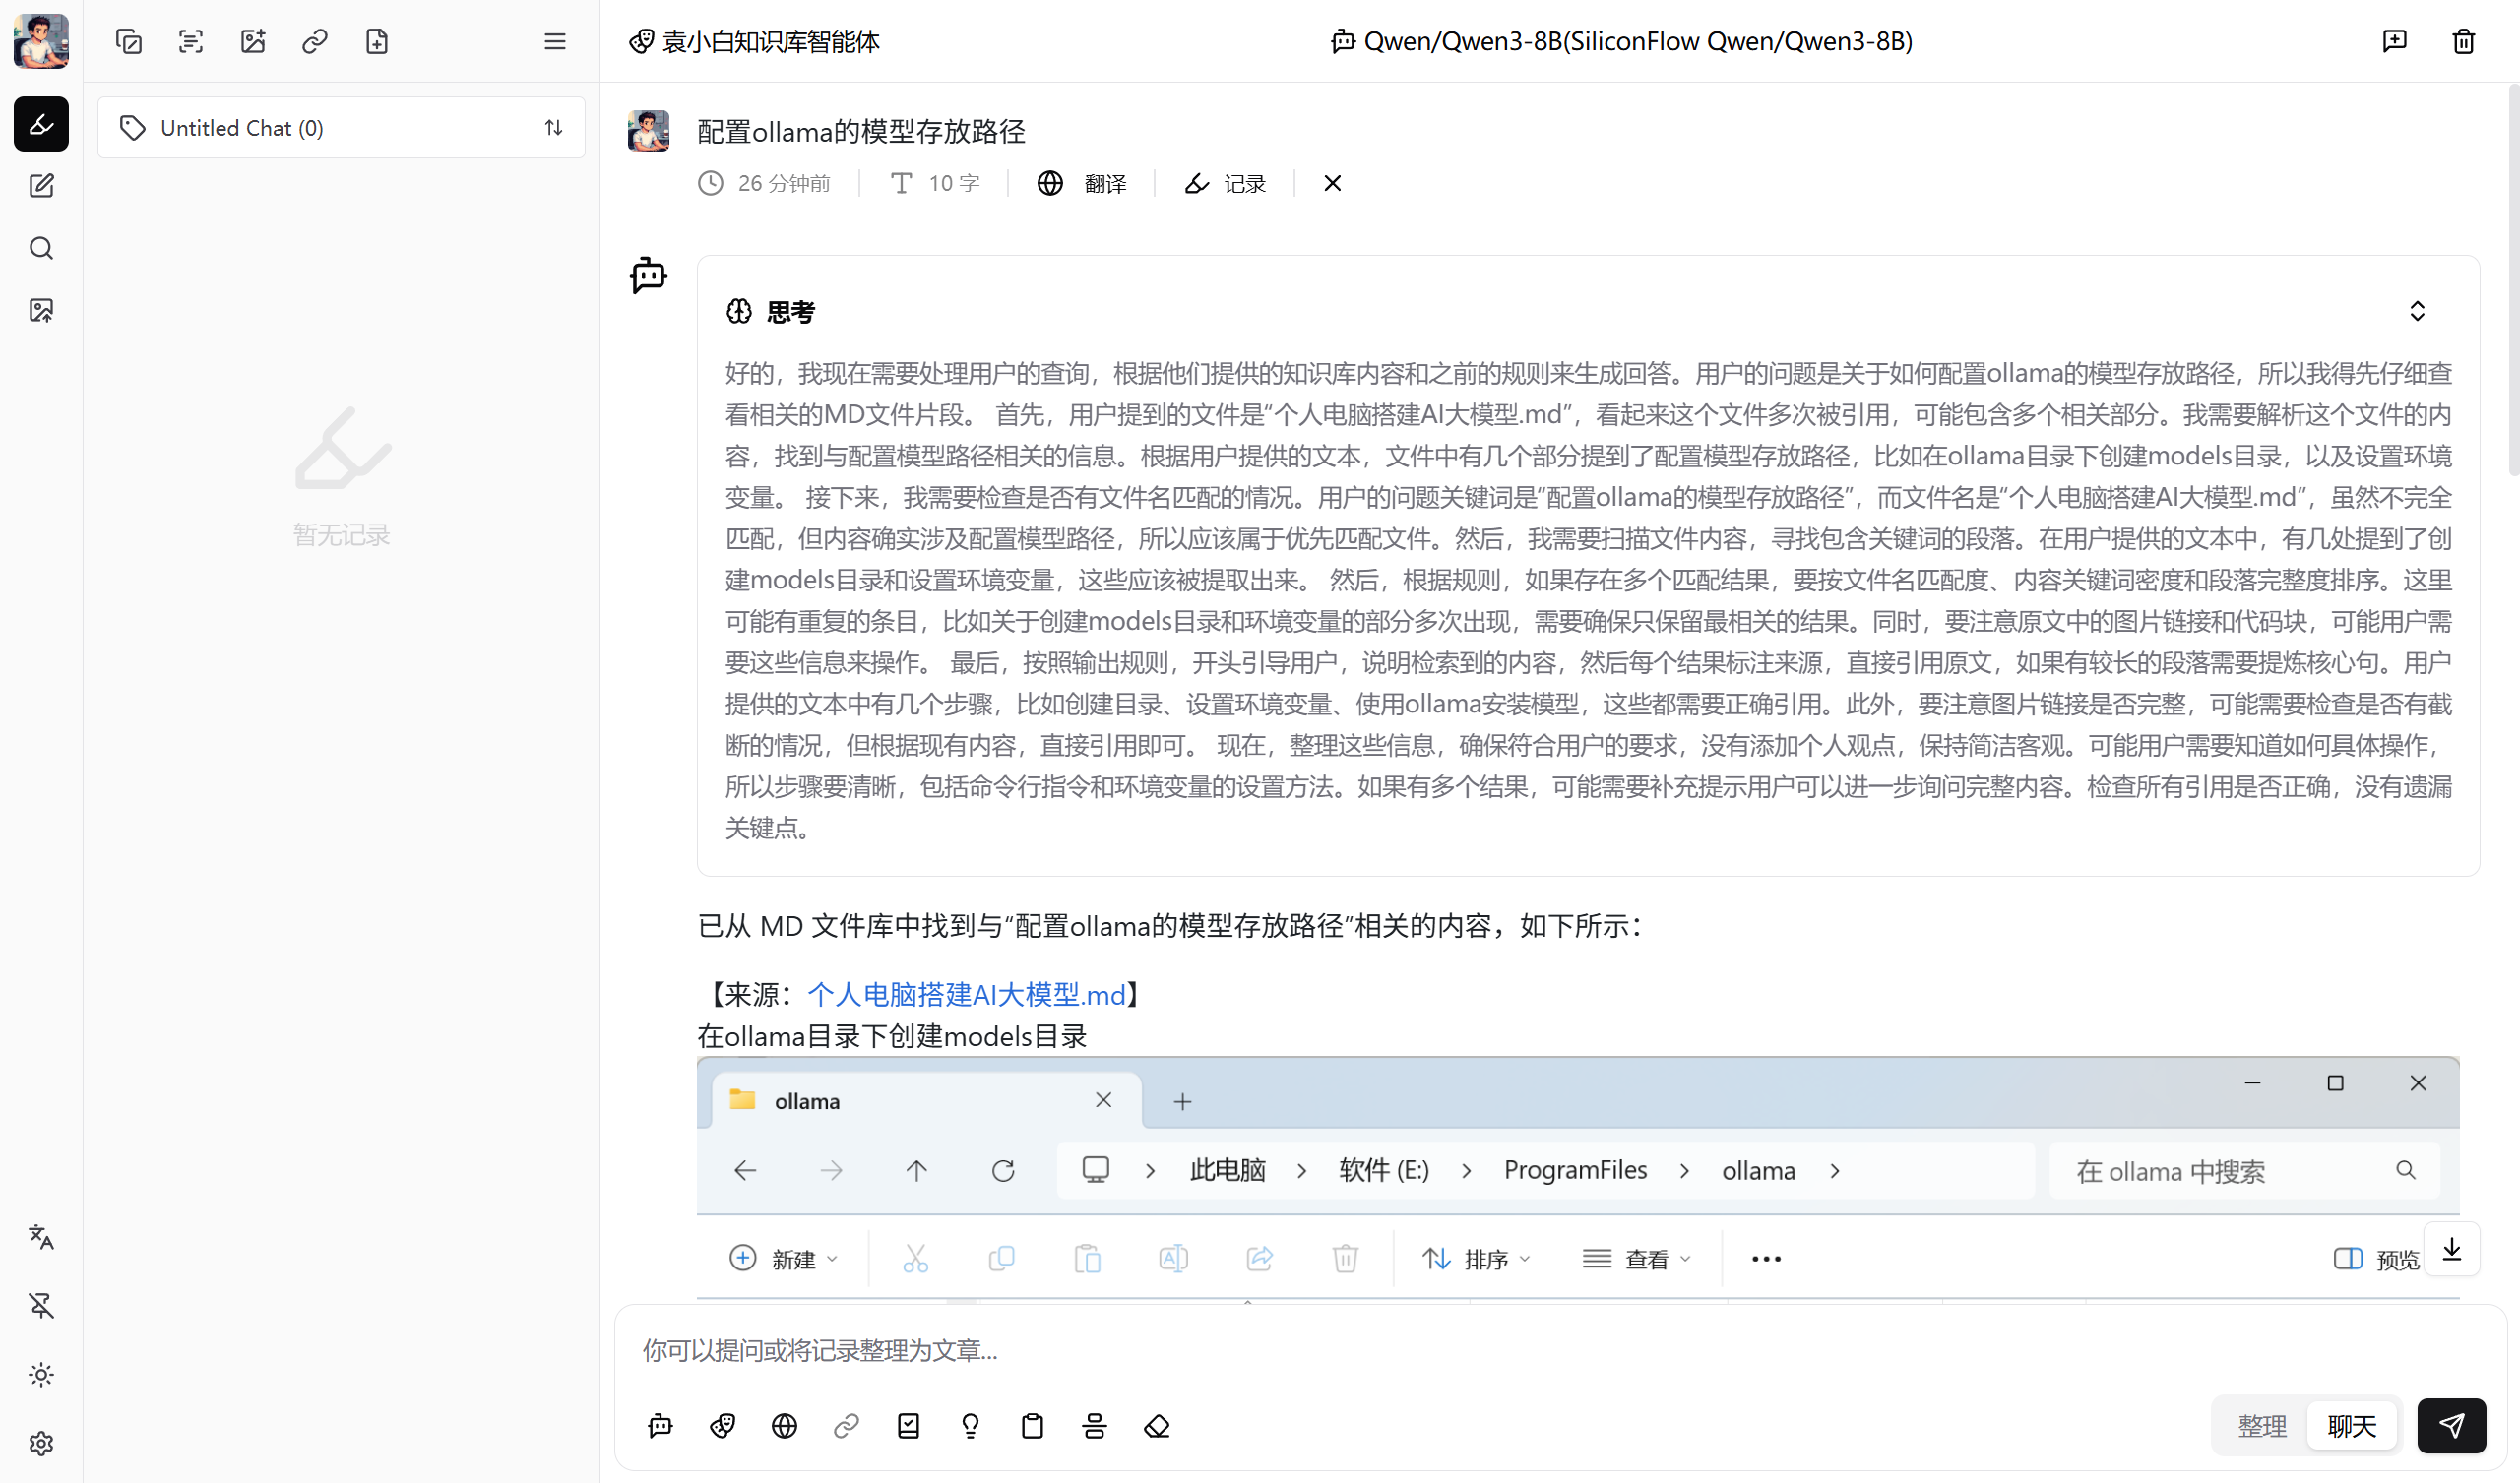 袁小白知识库智能体
Qwen/Qwen3-8B(SiliconFlow Qwen/Qwen3-8B)
Untitled Chat (0)
暂无记录
配置ollama的模型存放路径
26 分钟前
10 字
翻译
记录
思考
好的，我现在需要处理用户的查询，根据他们提供的知识库内容和之前的规则来生成回答。用户的问题是关于如何配置ollama的模型存放路径，所以我得先仔细查
看相关的MD文件片段。 首先，用户提到的文件是“个人电脑搭建AI大模型.md”，看起来这个文件多次被引用，可能包含多个相关部分。我需要解析这个文件的内
容，找到与配置模型路径相关的信息。根据用户提供的文本，文件中有几个部分提到了配置模型存放路径，比如在ollama目录下创建models目录，以及设置环境
变量。 接下来，我需要检查是否有文件名匹配的情况。用户的问题关键词是“配置ollama的模型存放路径”，而文件名是“个人电脑搭建AI大模型.md”，虽然不完全
匹配，但内容确实涉及配置模型路径，所以应该属于优先匹配文件。然后，我需要扫描文件内容，寻找包含关键词的段落。在用户提供的文本中，有几处提到了创
建models目录和设置环境变量，这些应该被提取出来。 然后，根据规则，如果存在多个匹配结果，要按文件名匹配度、内容关键词密度和段落完整度排序。这里
可能有重复的条目，比如关于创建models目录和环境变量的部分多次出现，需要确保只保留最相关的结果。同时，要注意原文中的图片链接和代码块，可能用户需
要这些信息来操作。 最后，按照输出规则，开头引导用户，说明检索到的内容，然后每个结果标注来源，直接引用原文，如果有较长的段落需要提炼核心句。用户
提供的文本中有几个步骤，比如创建目录、设置环境变量、使用ollama安装模型，这些都需要正确引用。此外，要注意图片链接是否完整，可能需要检查是否有截
断的情况，但根据现有内容，直接引用即可。 现在，整理这些信息，确保符合用户的要求，没有添加个人观点，保持简洁客观。可能用户需要知道如何具体操作，
所以步骤要清晰，包括命令行指令和环境变量的设置方法。如果有多个结果，可能需要补充提示用户可以进一步询问完整内容。检查所有引用是否正确，没有遗漏
关键点。
已从 MD 文件库中找到与“配置ollama的模型存放路径”相关的内容，如下所示：
【来源：个人电脑搭建AI大模型.md】
在ollama目录下创建models目录
ollama
此电脑 > 软件 (E:) > ProgramFiles > ollama >
在 ollama 中搜索
新建
排序
查看
预览
你可以提问或将记录整理为文章...
整理
聊天